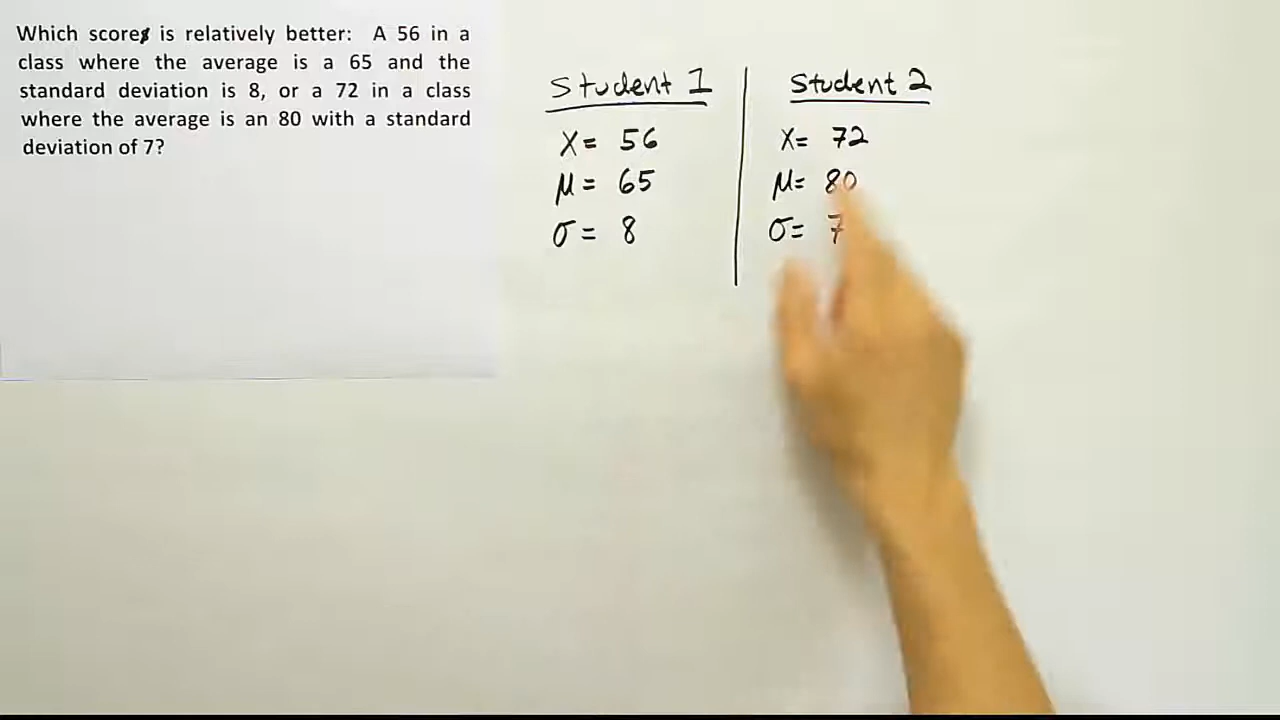 Which score is relatively better: A 56 in a
class where the average is a 65 and the
standard deviation is 8, or a 72 in a class
where the average is an 80 with a standard
deviation of 7?
Student 1
X = 56
μ = 65
σ = 8
Student 2
X= 72
μ= 80
σ= 7